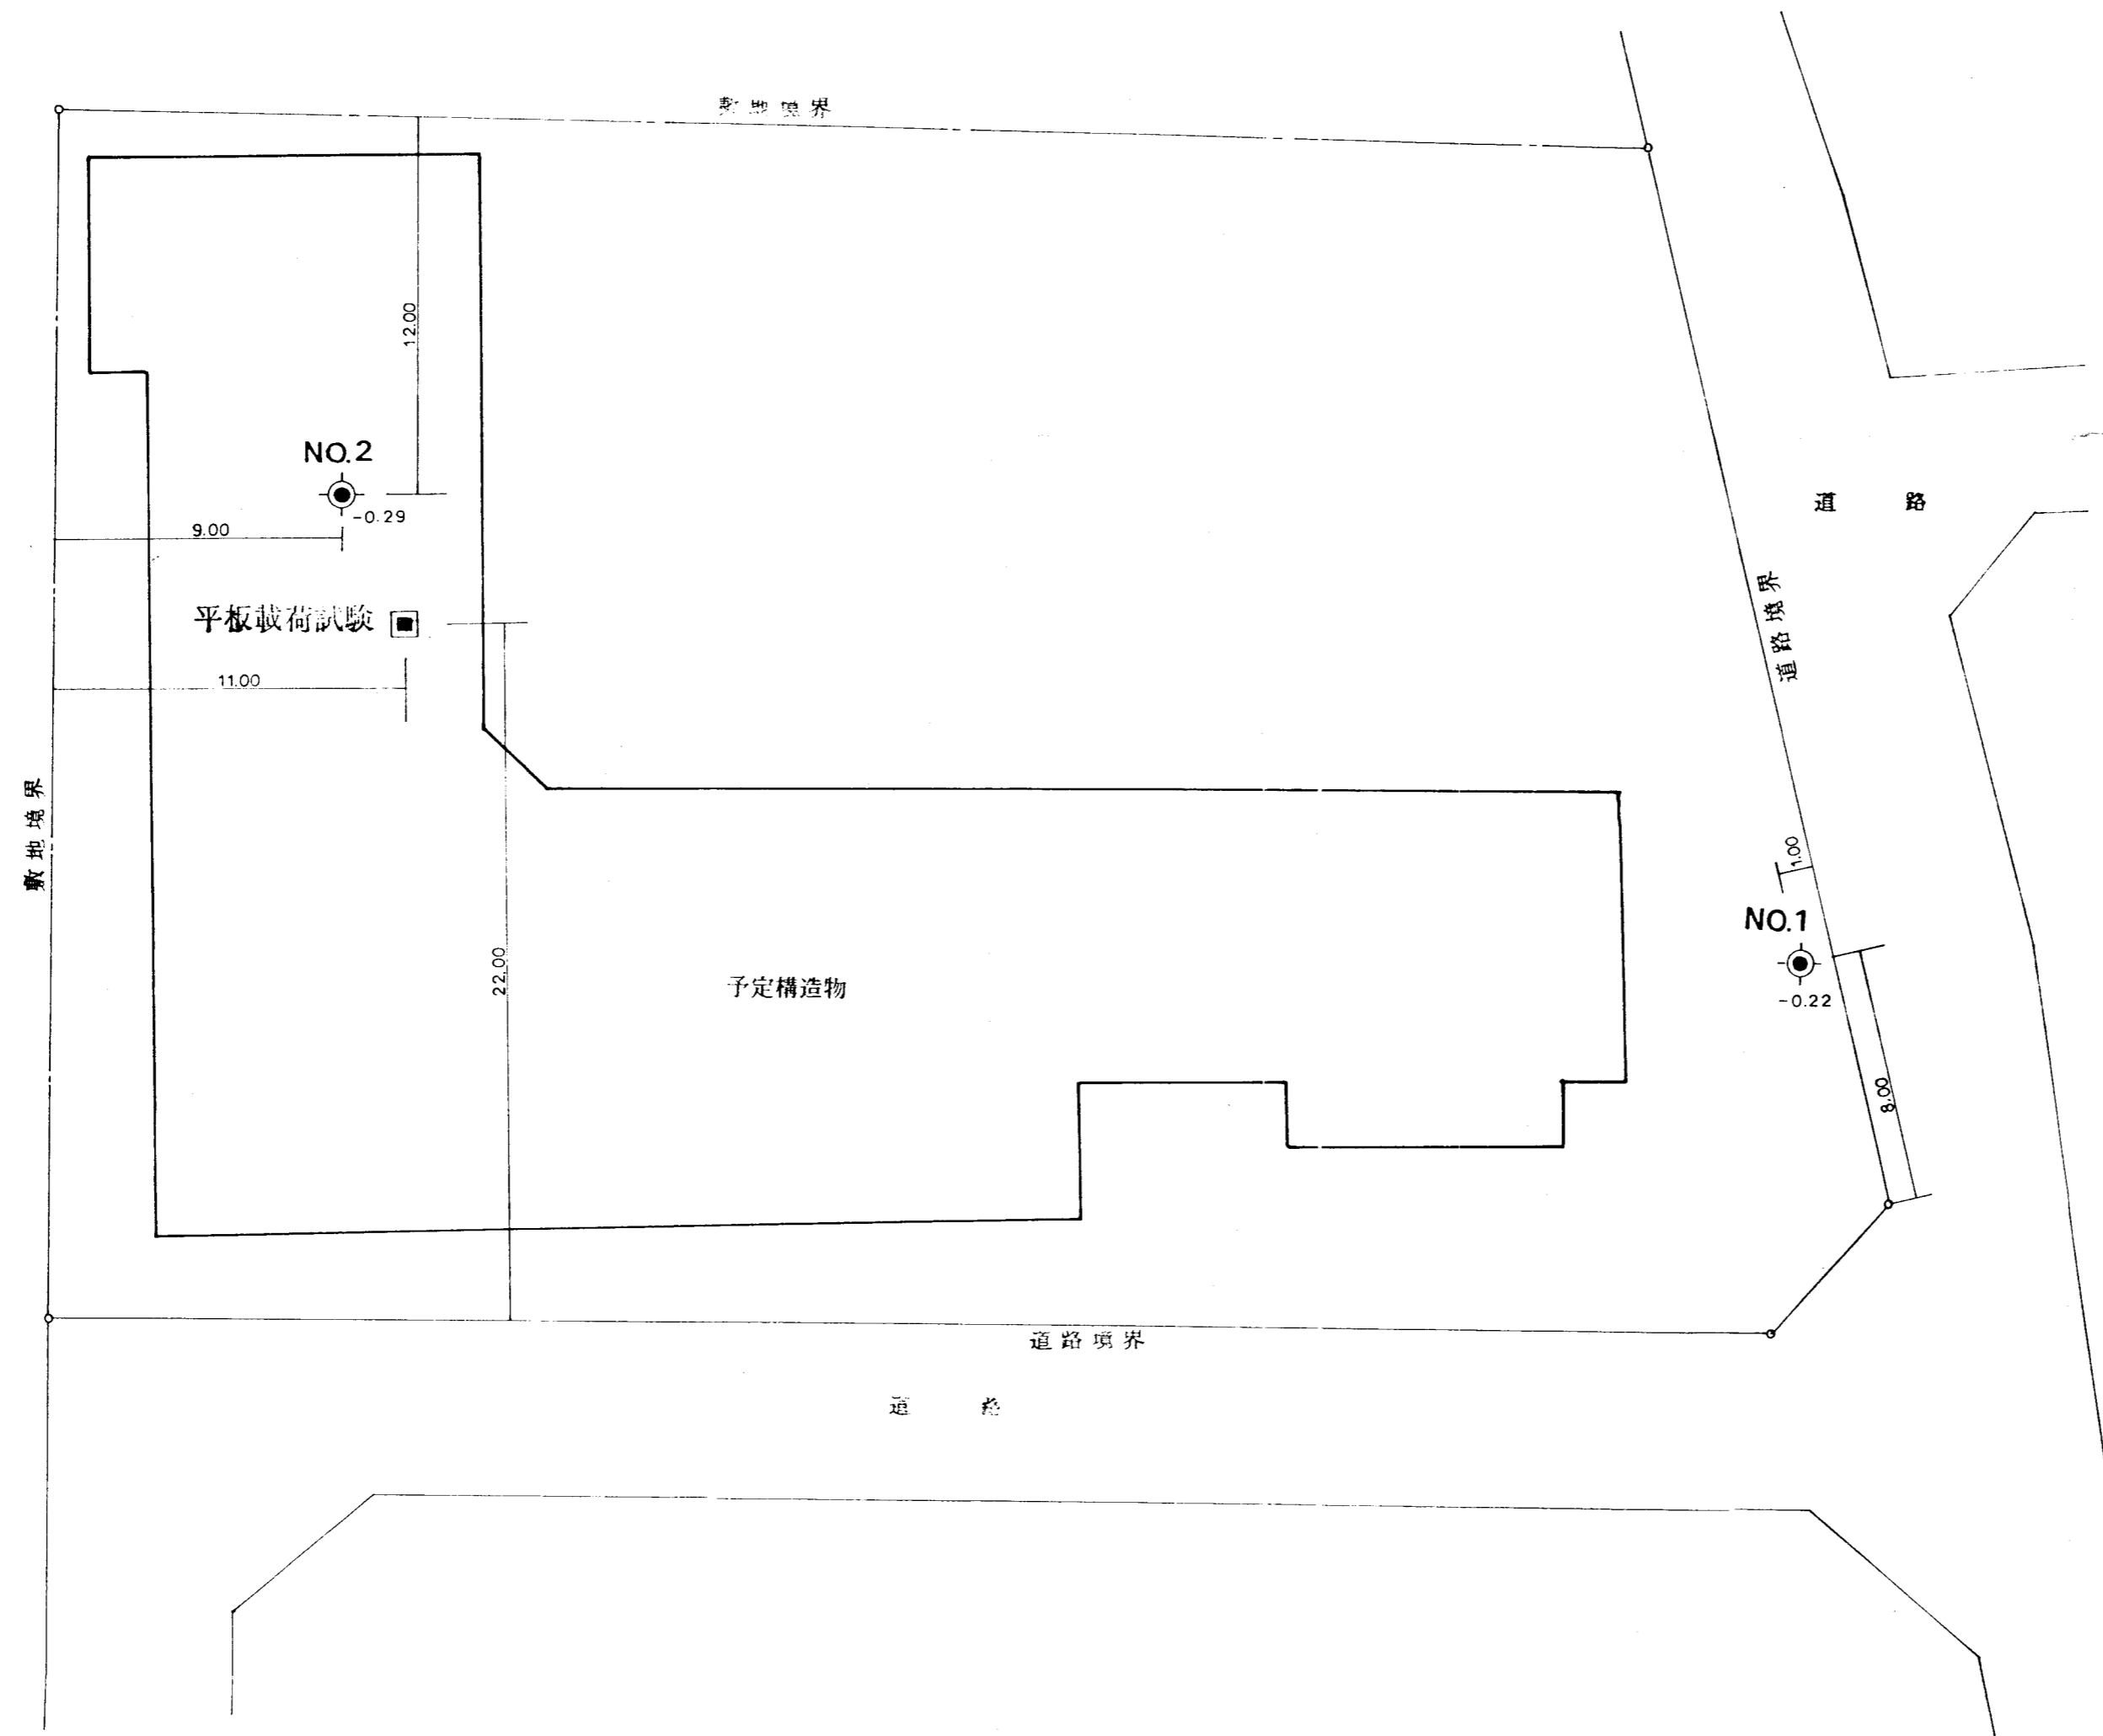 敷地境界
12.00
NO.2
-0.29
9.00
平板載荷試験
11.00
道路
道路境界
敷地境界
1.00
NO.1
-0.22
22.00
予定構造物
8.00
道路境界
道路